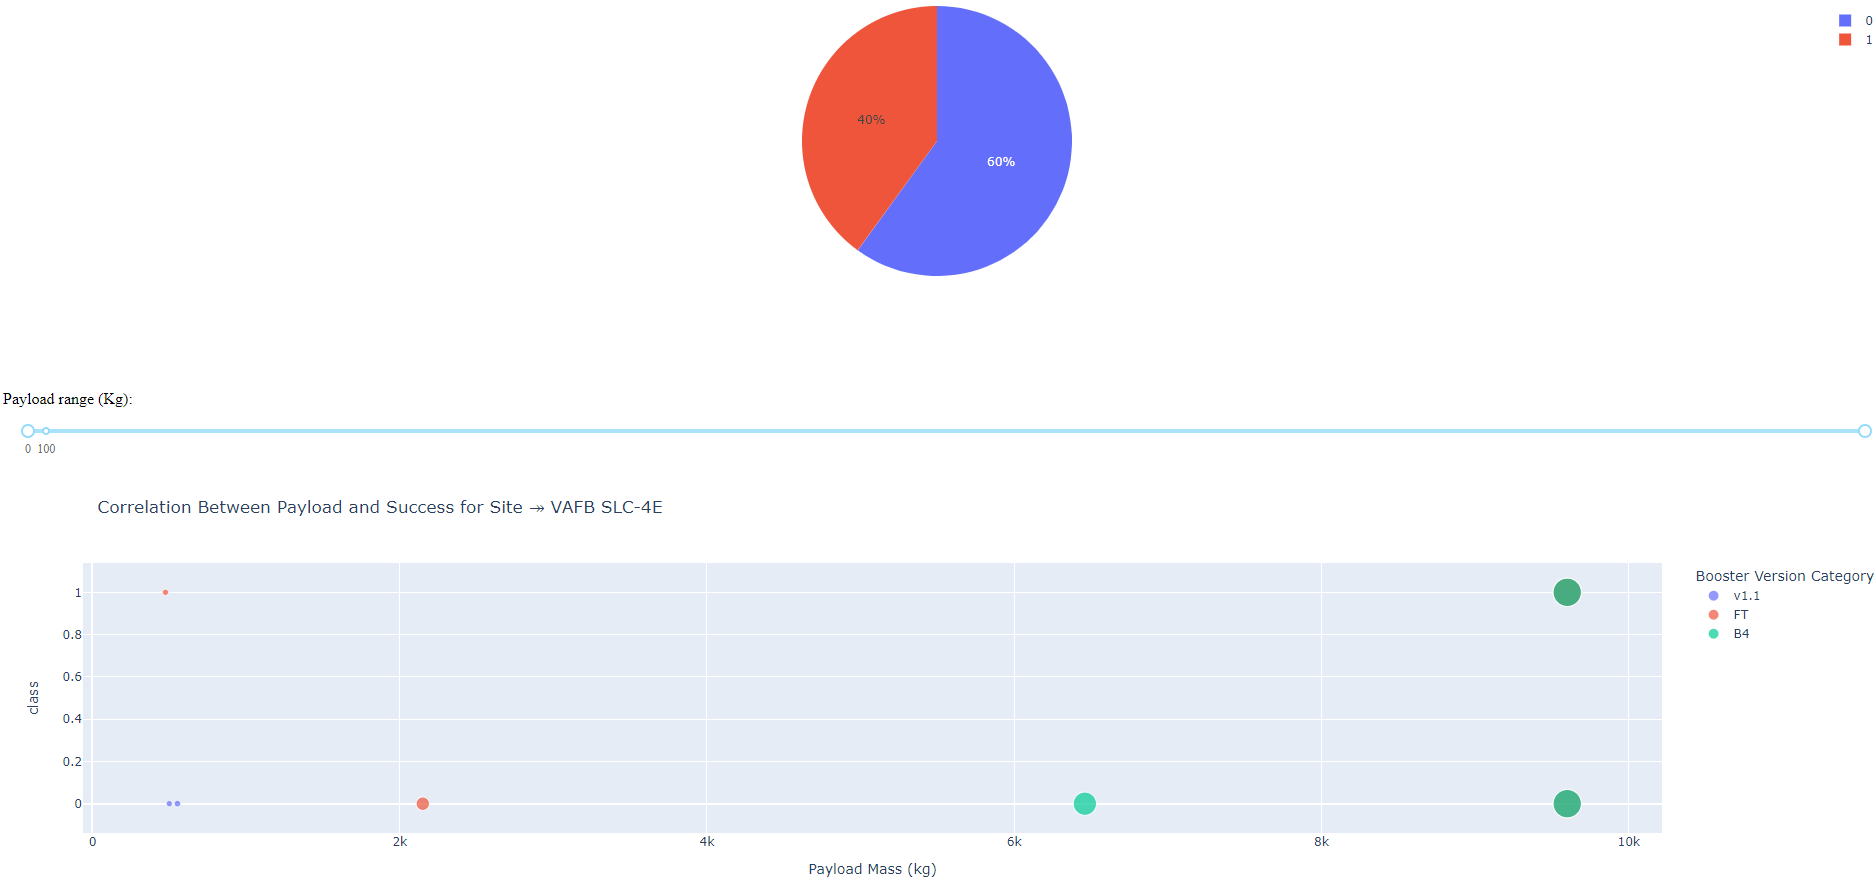 0
1
40%
60%
Payload range (Kg):
0 100
Correlation Between Payload and Success for Site ↠ VAFB SLC-4E
Booster Version Category
v1.1
FT
B4
class
1
0.8
0.6
0.4
0.2
0
0 2k 4k 6k 8k 10k
Payload Mass (kg)